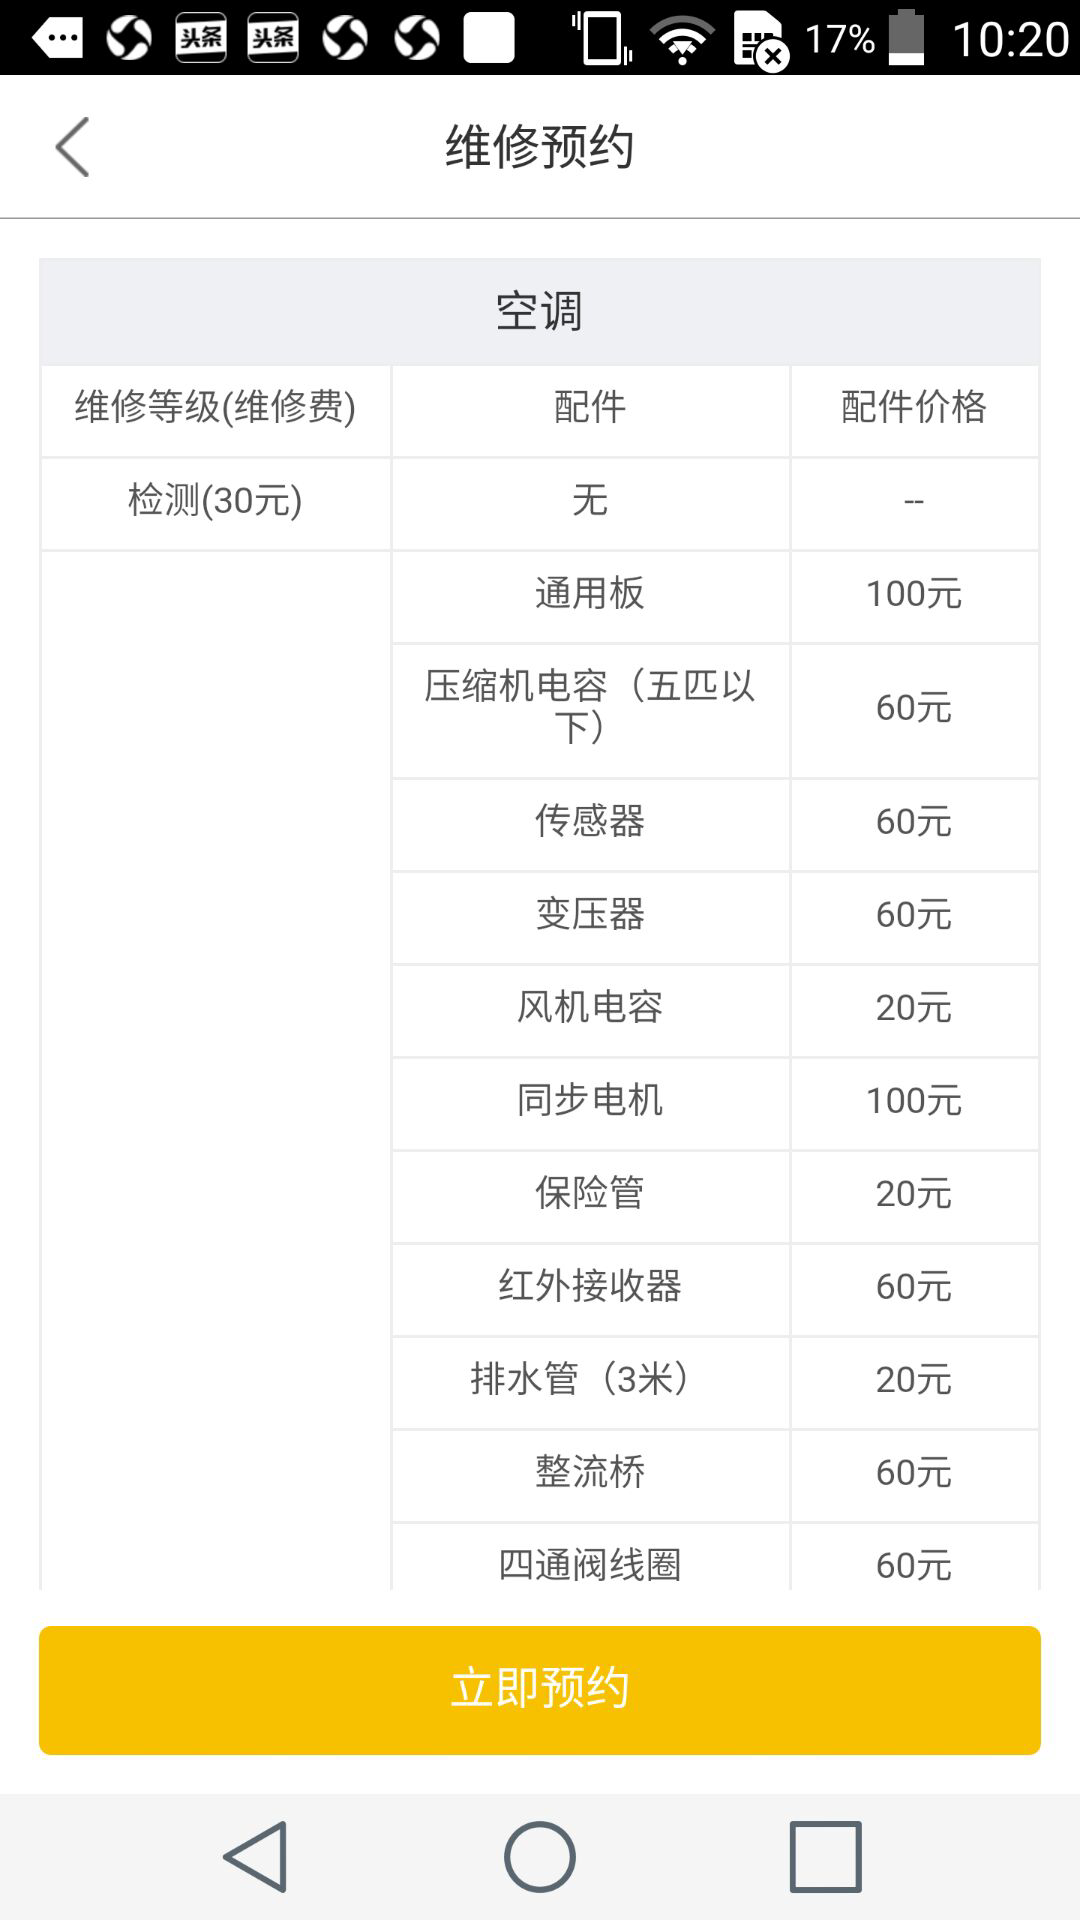 头条 头条 17% 10:20
维修预约
空调
维修等级(维修费) 配件 配件价格
检测(30元) 无 --
通用板 100元
压缩机电容（五匹以
下） 60元
传感器 60元
变压器 60元
风机电容 20元
同步电机 100元
保险管 20元
红外接收器 60元
排水管（3米） 20元
整流桥 60元
四通阀线圈 60元
立即预约